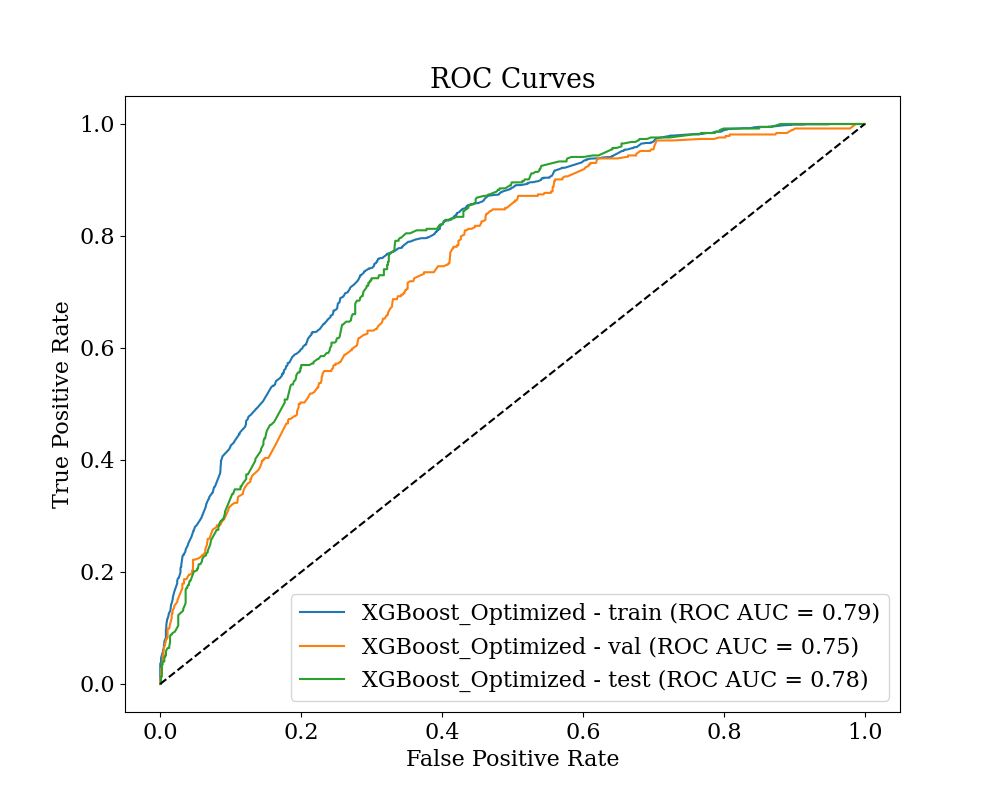 ROC Curves
True Positive Rate
1.0
0.8
0.6
0.4
0.2
0.0
XGBoost_Optimized - train (ROC AUC = 0.79)
XGBoost_Optimized - val (ROC AUC = 0.75)
XGBoost_Optimized - test (ROC AUC = 0.78)
0.0 0.2 0.4 0.6 0.8 1.0
False Positive Rate